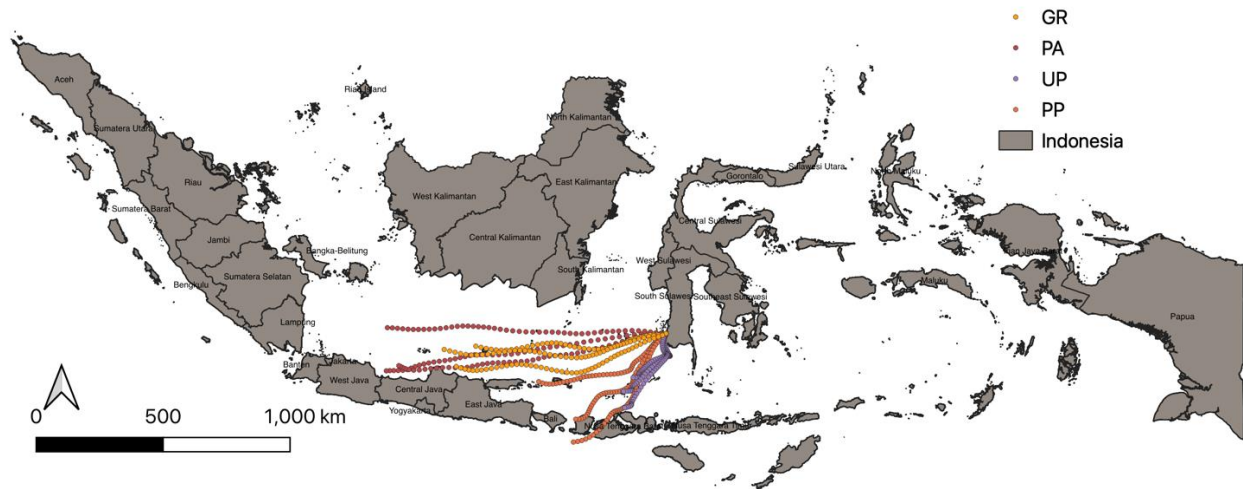 GR
PA
UP
PP
Indonesia
Aceh
Sumatera Utara
Riau
Riau Island
Sumatera Barat
Jambi
Bangka-Belitung
Sumatera Selatan
Bengkulu
Lampung
North Kalimantan
West Kalimantan
East Kalimantan
Central Kalimantan
South Kalimantan
Gorontalo
Sulawesi Utara
Central Sulawesi
West Sulawesi
South Sulawesi
Southeast Sulawesi
North Maluku
Maluku
Papua
Banten
Jakarta
West Java
Central Java
Yogyakarta
East Java
Bali
0 500 1,000 km